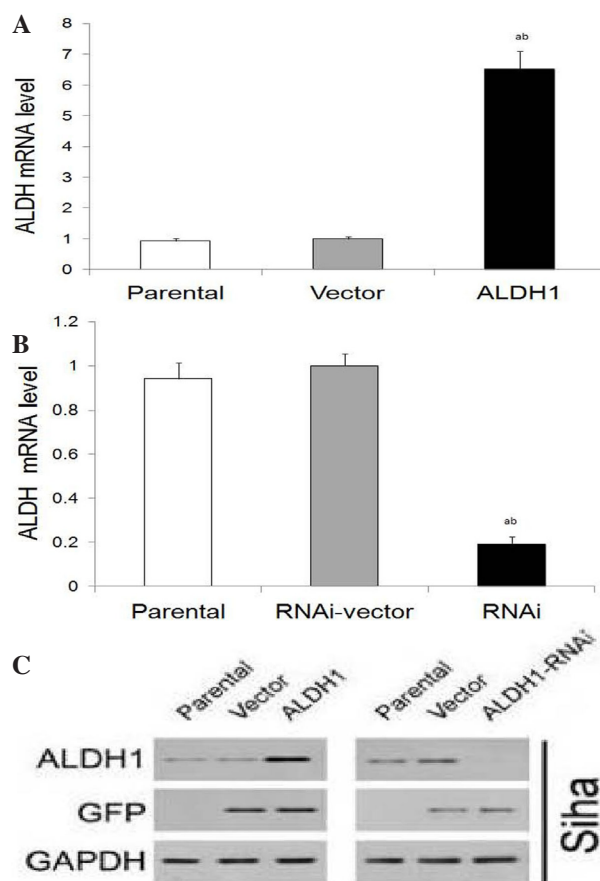 A
ALDH mRNA level
8
7
6
5
4
3
2
1
0
ab
Parental Vector ALDH1
B
ALDH mRNA level
1.2
1
0.8
0.6
0.4
0.2
0
ab
Parental RNAi-vector RNAi
C
Parental Vector ALDH1 Parental Vector ALDH1-RNAi
ALDH1
GFP
GAPDH
Siha